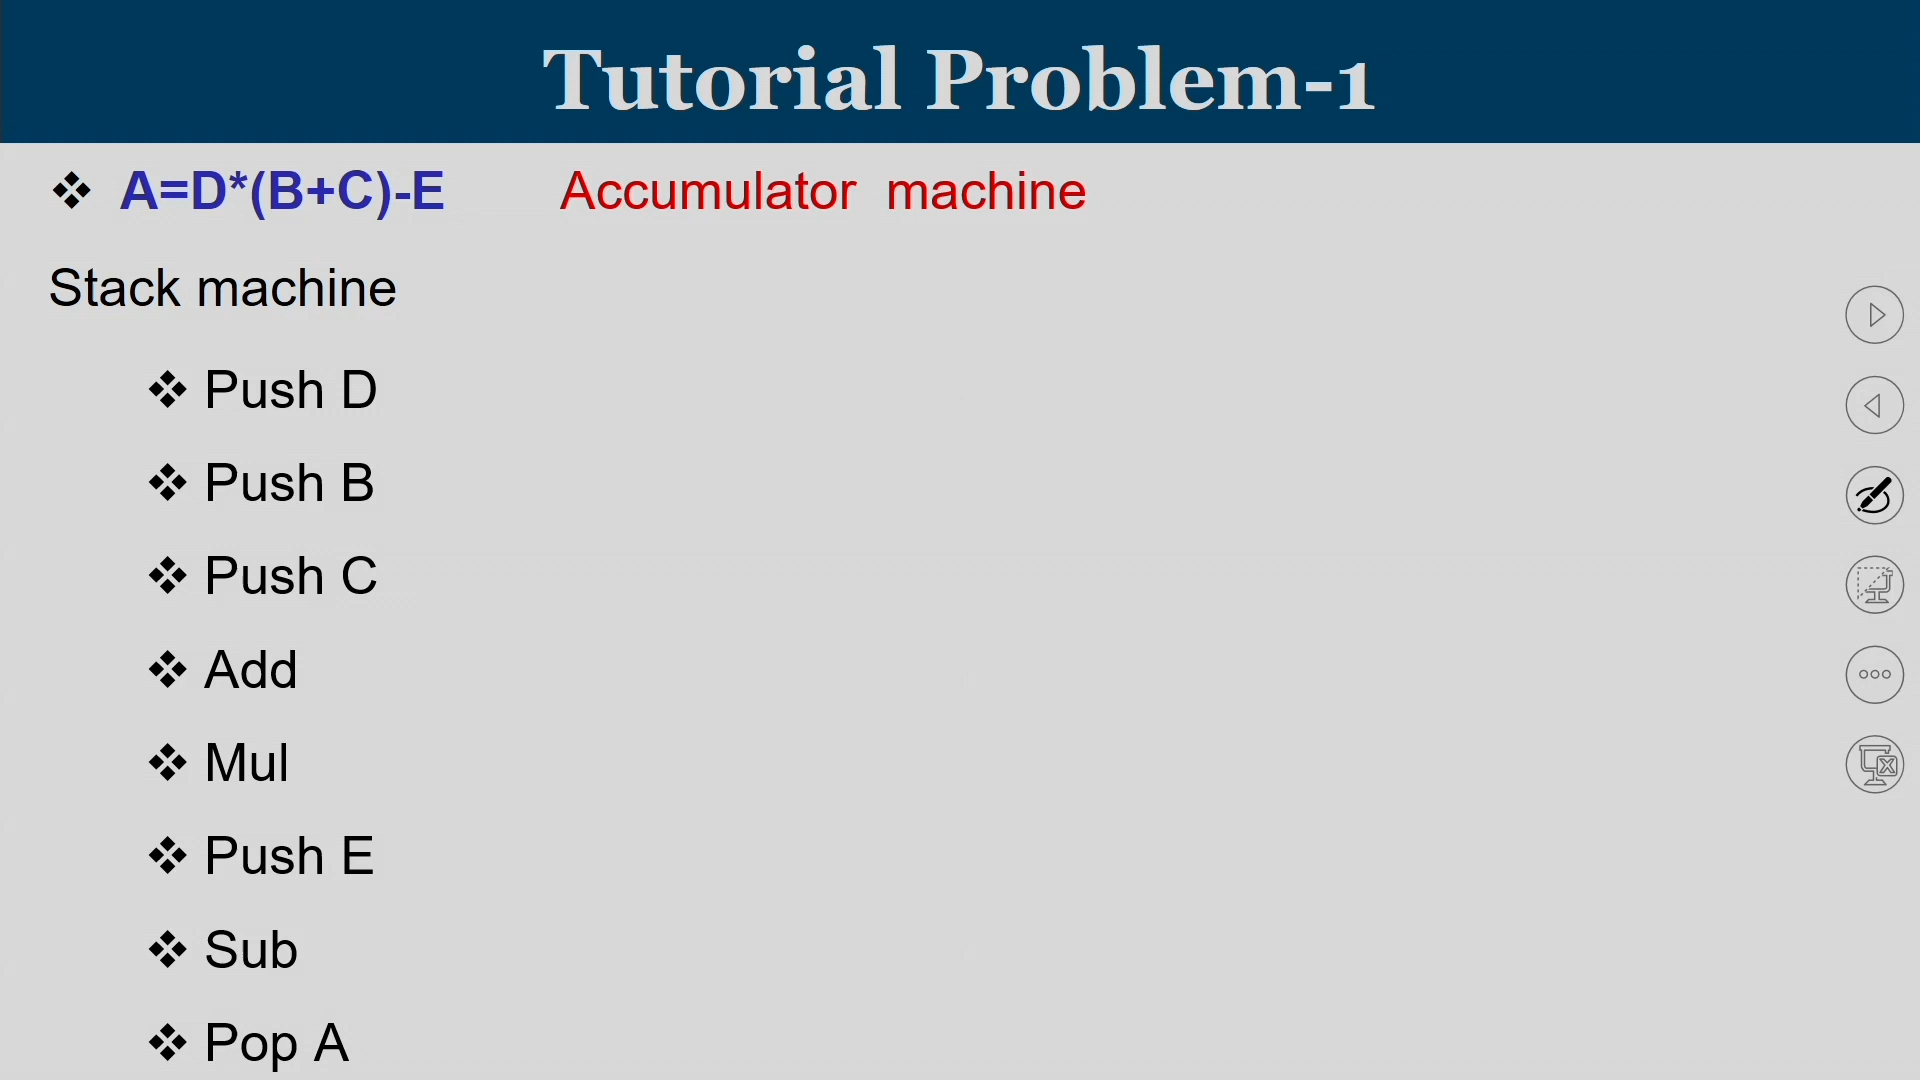 Tutorial Problem-1
❖ A=D*(B+C)-E Accumulator machine
Stack machine
❖ Push D
❖ Push B
❖ Push C
❖ Add
❖ Mul
❖ Push E
❖ Sub
❖ Pop A